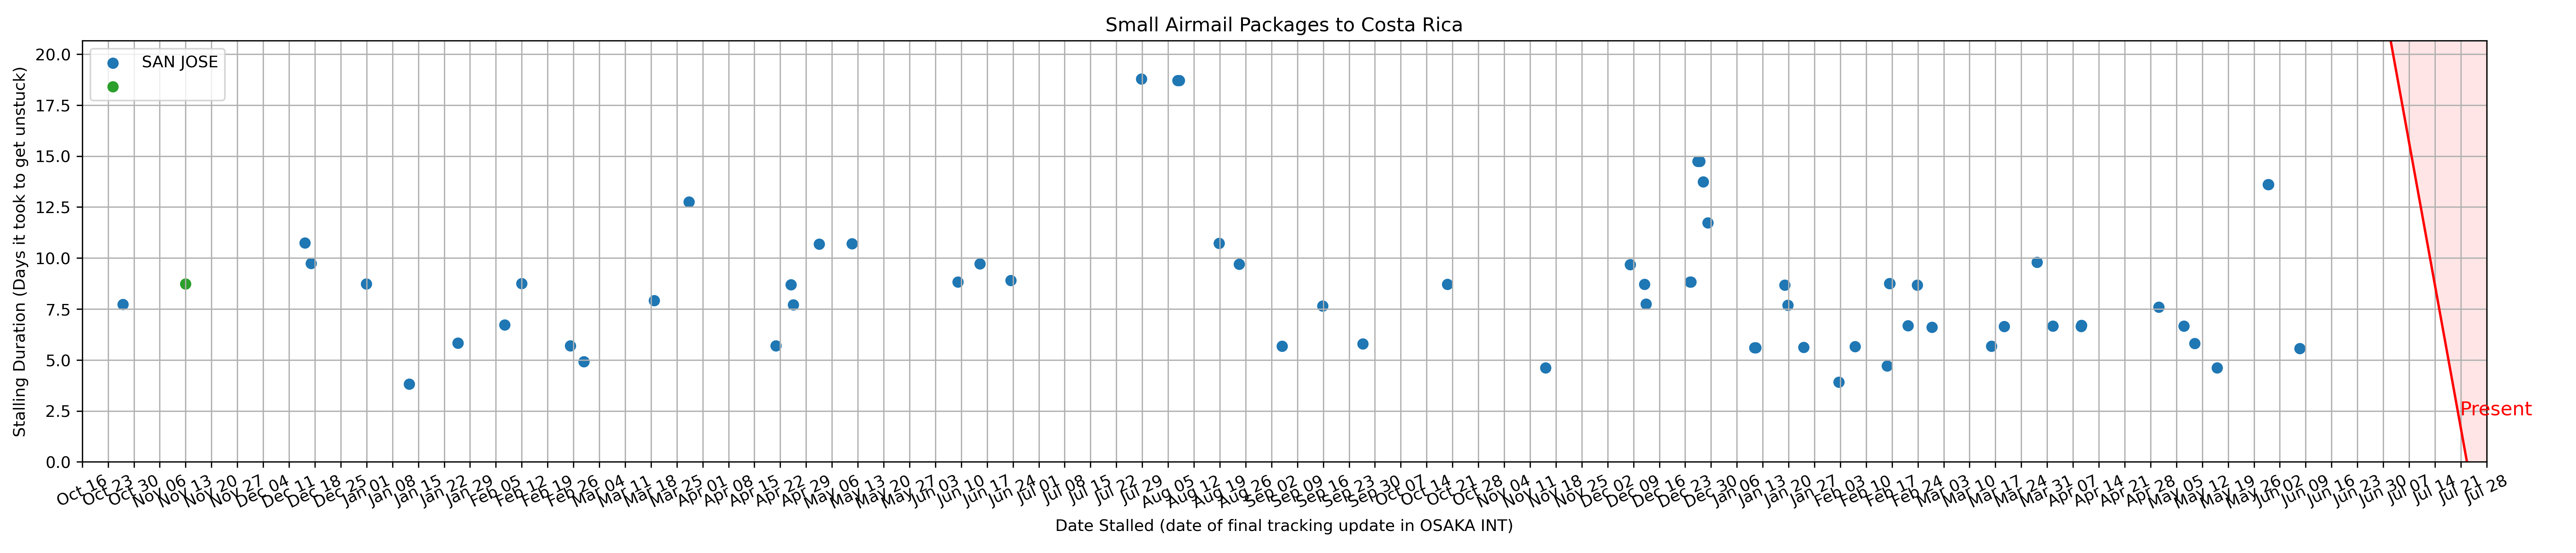 Small Airmail Packages to Costa Rica
Stalling Duration (Days it took to get unstuck)
20.0
17.5
15.0
12.5
10.0
7.5
5.0
2.5
0.0
SAN JOSE
Present
Oct 16
Oct 23
Oct 30
Nov 06
Nov 13
Nov 20
Nov 27
Dec 04
Dec 11
Dec 18
Dec 25
Jan 01
Jan 08
Jan 15
Jan 22
Jan 29
Feb 05
Feb 12
Feb 19
Feb 26
Mar 04
Mar 11
Mar 18
Mar 25
Apr 01
Apr 08
Apr 15
Apr 22
Apr 29
May 06
May 13
May 20
May 27
Jun 03
Jun 10
Jun 17
Jun 24
Jul 01
Jul 08
Jul 15
Jul 22
Jul 29
Aug 05
Aug 12
Aug 19
Aug 26
Sep 02
Sep 09
Sep 16
Sep 23
Sep 30
Oct 07
Oct 14
Oct 21
Oct 28
Nov 04
Nov 11
Nov 18
Nov 25
Dec 02
Dec 09
Dec 16
Dec 23
Dec 30
Jan 06
Jan 13
Jan 20
Jan 27
Feb 03
Feb 10
Feb 17
Feb 24
Mar 03
Mar 10
Mar 17
Mar 24
Mar 31
Apr 07
Apr 14
Apr 21
Apr 28
May 05
May 12
May 19
May 26
Jun 02
Jun 09
Jun 16
Jun 23
Jun 30
Jul 07
Jul 14
Jul 21
Jul 28
Date Stalled (date of final tracking update in OSAKA INT)